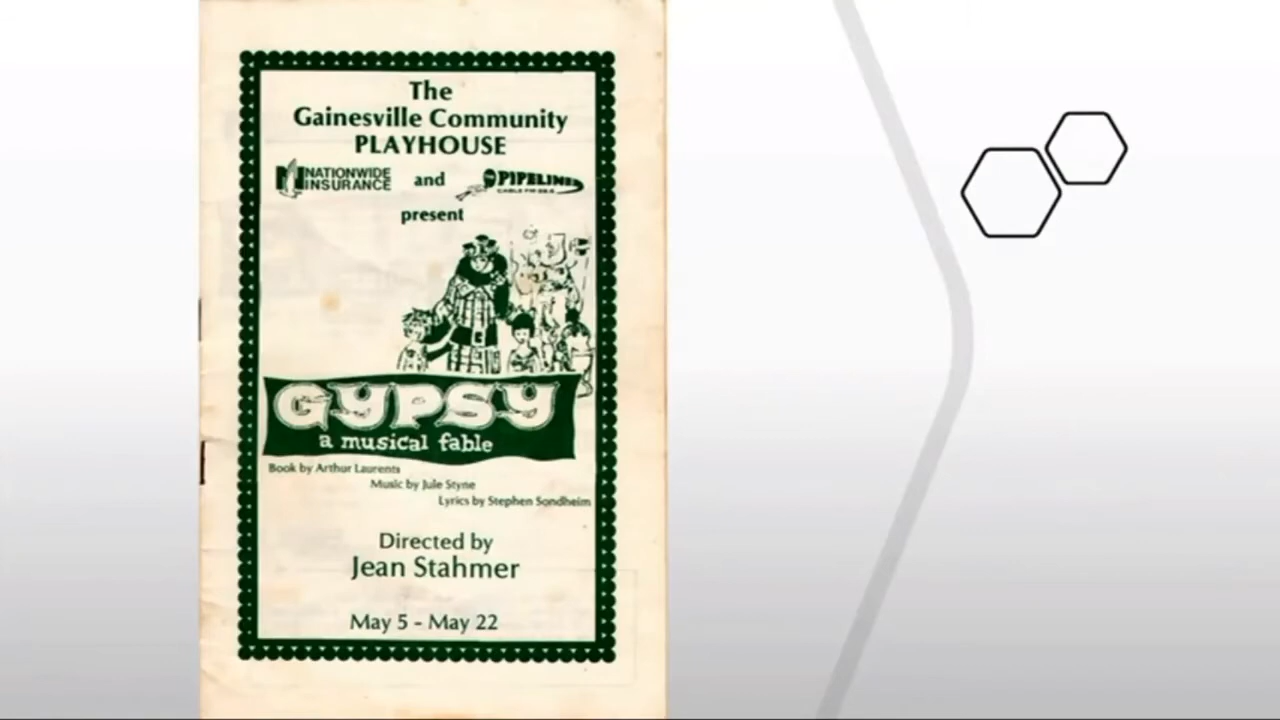 The
Gainesville Community
PLAYHOUSE
NATIONWIDE
INSURANCE
and
PIPELINE
present
GYPSY
a musical fable
Book by Arthur Laurents
Music by Jule Styne
Lyrics by Stephen Sondheim
Directed by
Jean Stahmer
May 5 - May 22